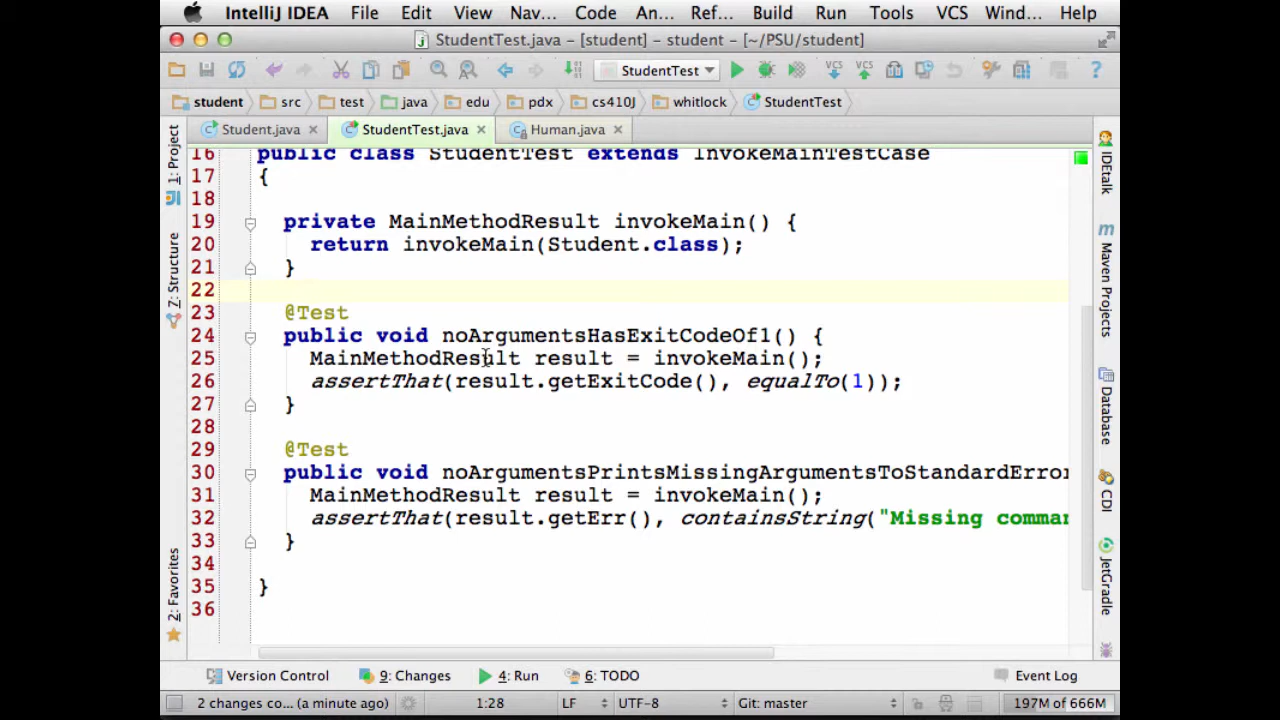 IntelliJ IDEA File Edit View Nav... Code An... Ref... Build Run Tools VCS Wind... Help
StudentTest.java – [student] – student – [~/PSU/student]
StudentTest VCS VCS ?
student src test java edu pdx cs410J whitlock StudentTest
Student.java StudentTest.java Human.java
1: Project
7: Structure
2: Favorites
16 public class StudentTest extends InvokeMainTestCase
17 {
18
19 private MainMethodResult invokeMain() {
20 return invokeMain(Student.class);
21 }
22
23 @Test
24 public void noArgumentsHasExitCodeOf1() {
25 MainMethodResult result = invokeMain();
26 assertThat(result.getExitCode(), equalTo(1));
27 }
28
29 @Test
30 public void noArgumentsPrintsMissingArgumentsToStandardError
31 MainMethodResult result = invokeMain();
32 assertThat(result.getErr(), containsString("Missing comman
33 }
34
35 }
36
IDEtalk
m Maven Projects
Database
CDI
JetGradle
Version Control 9: Changes 4: Run 6: TODO Event Log
2 changes co... (a minute ago) 1:28 LF UTF-8 Git: master 197M of 666M